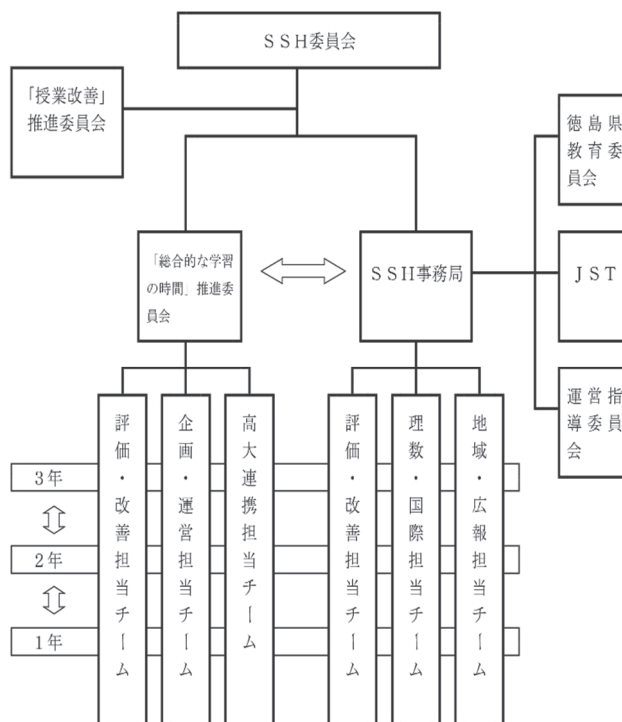 ＳＳＨ委員会
「授業改善」
推進委員会
徳島県
教育委
員会
「総合的な学習
の時間」推進委
員会
ＳＳＨ事務局
ＪＳＴ
運営指
導委員
会
評価・改善担当チーム
企画・運営担当チーム
高大連携担当チーム
評価・改善担当チーム
理数・国際担当チーム
地域・広報担当チーム
３年
２年
１年